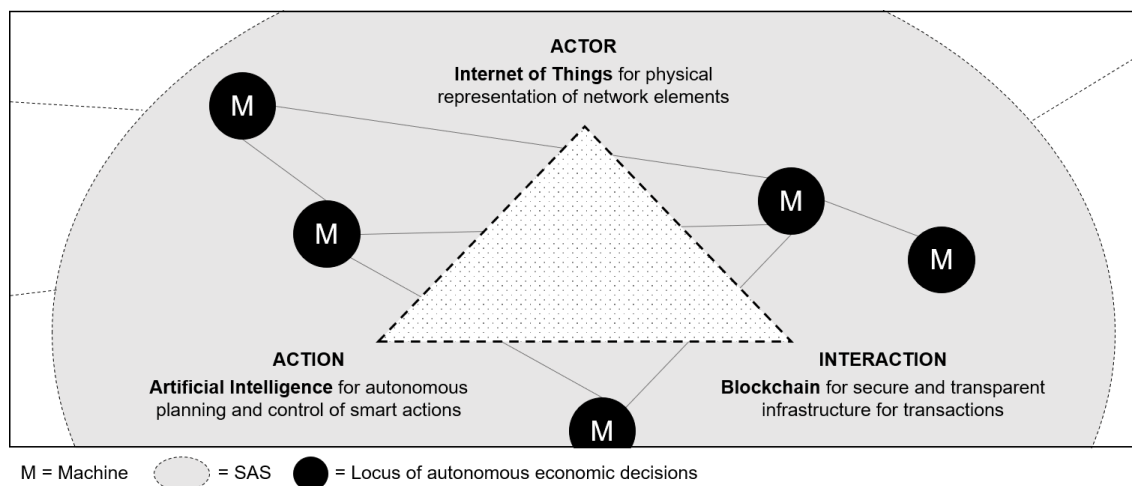 ACTOR
Internet of Things for physical
representation of network elements
M
M
M
M
ACTION
Artificial Intelligence for autonomous
planning and control of smart actions
INTERACTION
Blockchain for secure and transparent
infrastructure for transactions
M
M = Machine = SAS = Locus of autonomous economic decisions